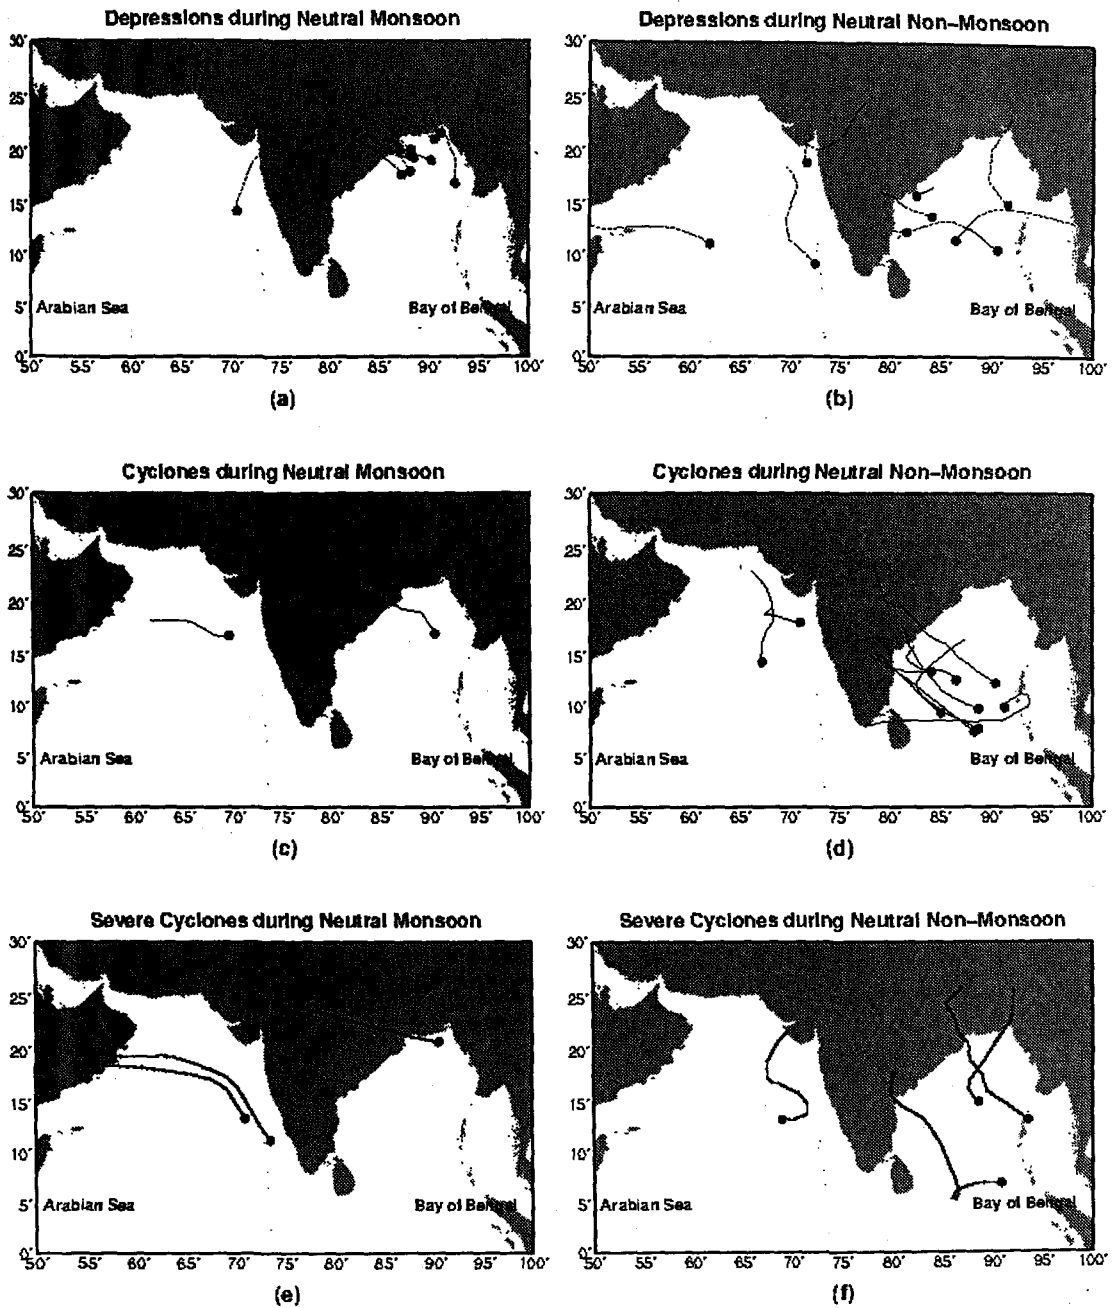 Depressions during Neutral Monsoon
30'
25'
20'
15'
10'
5'
0'
Arabian Sea
Bay of Bengal
50' 55' 60' 65' 70' 75' 80' 85' 90' 95' 100'
(a)
Depressions during Neutral Non-Monsoon
30'
25'
20'
15'
10'
5'
0'
Arabian Sea
Bay of Bengal
50' 55' 60' 65' 70' 75' 80' 85' 90' 95' 100'
(b)
Cyclones during Neutral Monsoon
30'
25'
20'
15'
10'
5'
0'
Arabian Sea
Bay of Bengal
50' 55' 60' 65' 70' 75' 80' 85' 90' 95' 100'
(c)
Cyclones during Neutral Non-Monsoon
30'
25'
20'
15'
10'
5'
0'
Arabian Sea
Bay of Bengal
50' 55' 60' 65' 70' 75' 80' 85' 90' 95' 100'
(d)
Severe Cyclones during Neutral Monsoon
30'
25'
20'
15'
10'
5'
0'
Arabian Sea
Bay of Bengal
50' 55' 60' 65' 70' 75' 80' 85' 90' 95' 100'
(e)
Severe Cyclones during Neutral Non-Monsoon
30'
25'
20'
15'
10'
5'
0'
Arabian Sea
Bay of Bengal
50' 55' 60' 65' 70' 75' 80' 85' 90' 95' 100'
(f)